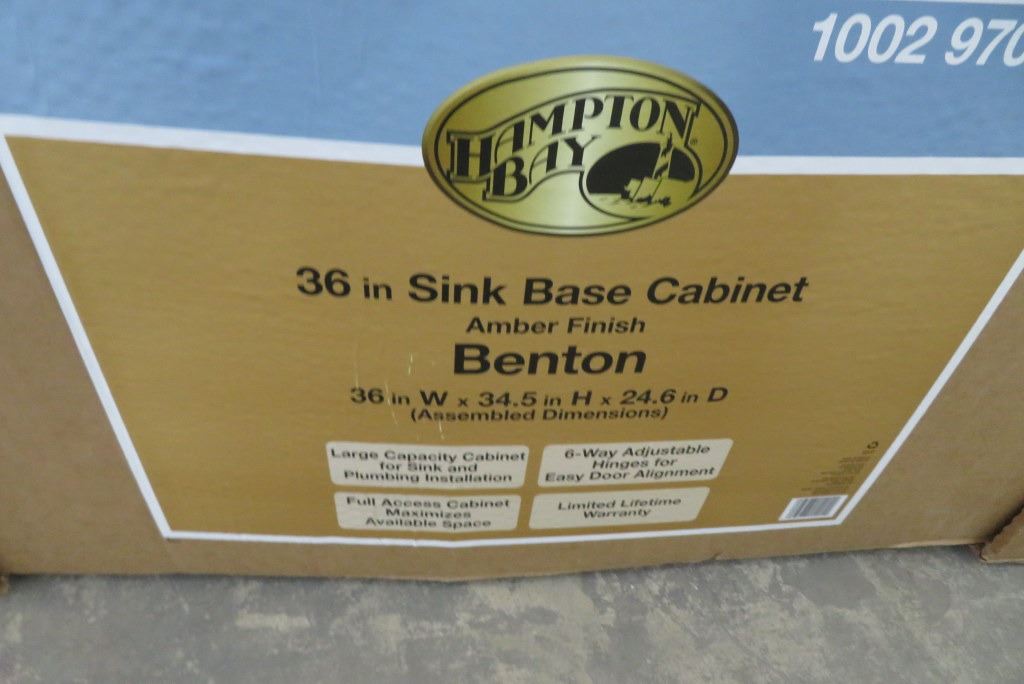 1002 970
HAMPTON
BAY
36 in Sink Base Cabinet
Amber Finish
Benton
36 in W x 34.5 in H x 24.6 in D
(Assembled Dimensions)
Large Capacity Cabinet
for Sink and
Plumbing Installation
6-Way Adjustable
Hinges for
Easy Door Alignment
Full Access Cabinet
Maximizes
Available Space
Limited Lifetime
Warranty